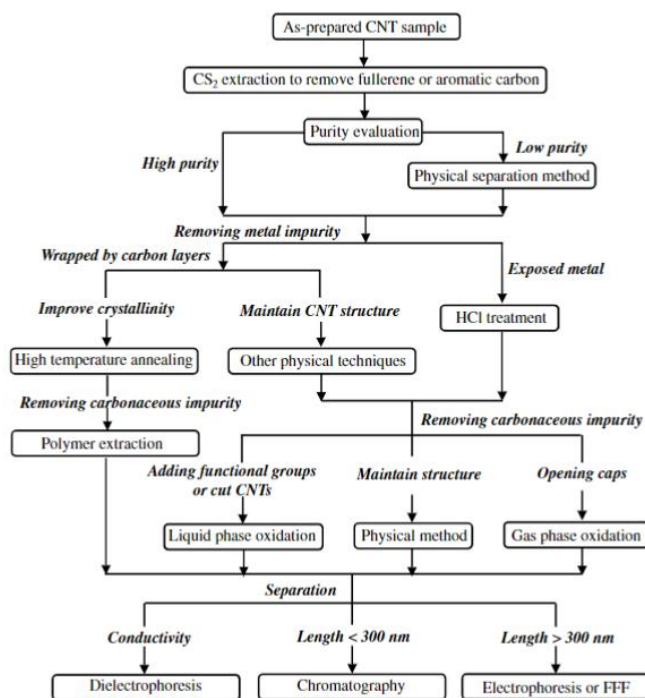 As-prepared CNT sample
CS₂ extraction to remove fullerene or aromatic carbon
Purity evaluation
High purity
Low purity
Physical separation method
Removing metal impurity
Wrapped by carbon layers
Exposed metal
Improve crystallinity
Maintain CNT structure
HCl treatment
High temperature annealing
Other physical techniques
Removing carbonaceous impurity
Removing carbonaceous impurity
Polymer extraction
Adding functional groups
or cut CNTs
Maintain structure
Opening caps
Liquid phase oxidation
Physical method
Gas phase oxidation
Separation
Conductivity
Length < 300 nm
Length > 300 nm
Dielectrophoresis
Chromatography
Electrophoresis or FFF